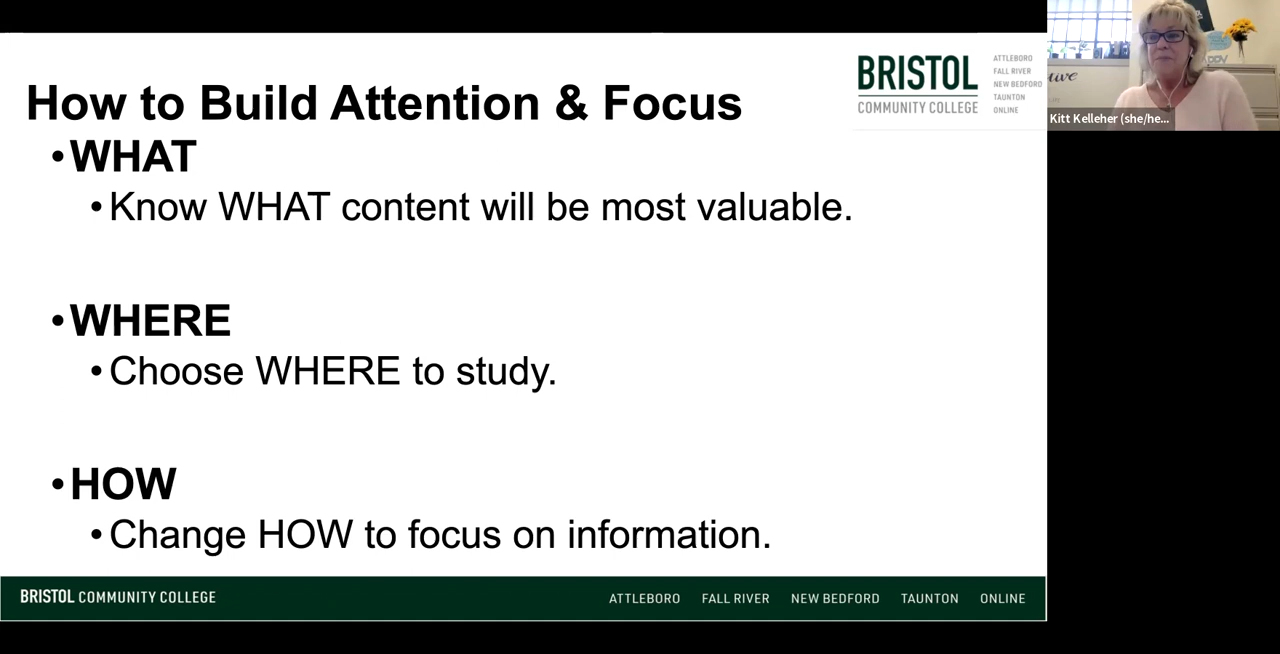 How to Build Attention & Focus
•WHAT
•Know WHAT content will be most valuable.
•WHERE
•Choose WHERE to study.
•HOW
•Change HOW to focus on information.
BRISTOL
COMMUNITY COLLEGE
ATTLEBORO
FALL RIVER
NEW BEDFORD
TAUNTON
ONLINE
Kitt Kelleher (she/he...
BRISTOL COMMUNITY COLLEGE
ATTLEBORO FALL RIVER NEW BEDFORD TAUNTON ONLINE